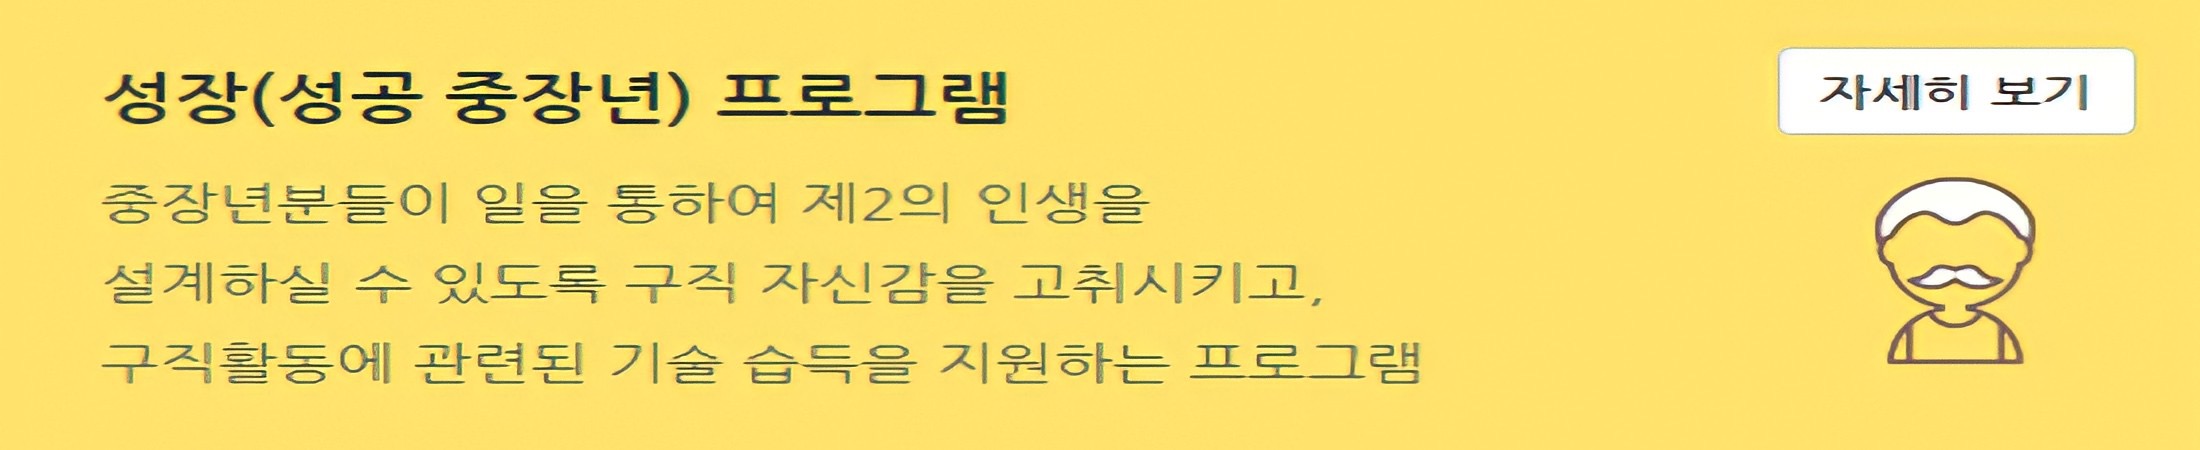 성장(성공 중장년) 프로그램
자세히 보기
중장년분들이 일을 통하여 제2의 인생을
설계하실 수 있도록 구직 자신감을 고취시키고,
구직활동에 관련된 기술 습득을 지원하는 프로그램